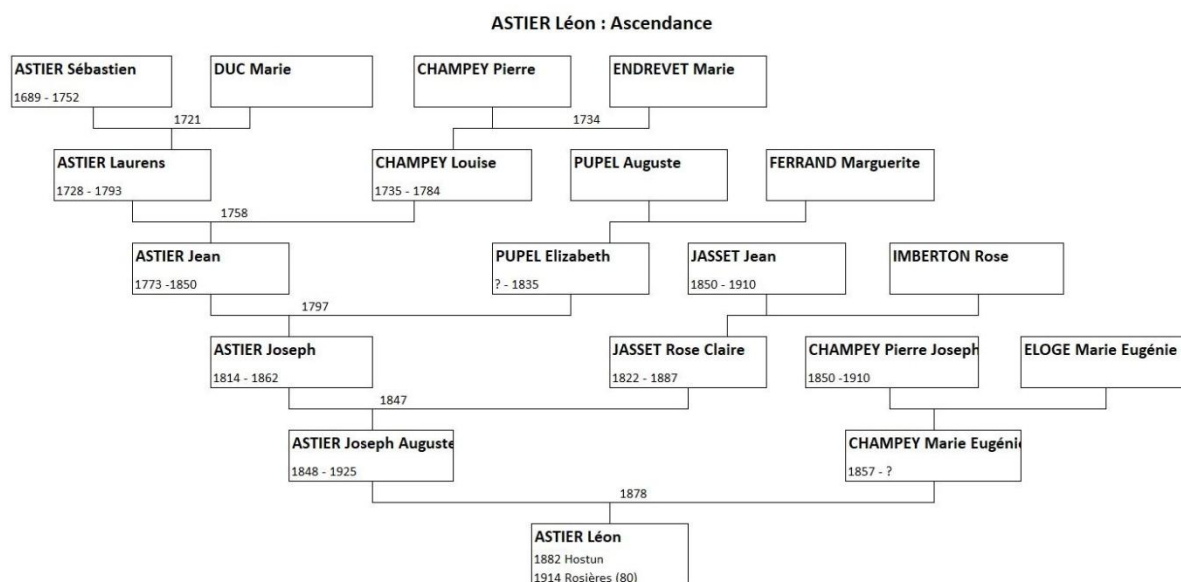 ASTIER Léon : Ascendance
ASTIER Sébastien
1689 - 1752
DUC Marie
CHAMPEY Pierre
ENDREVET Marie
1721
1734
ASTIER Laurens
1728 - 1793
CHAMPEY Louise
1735 - 1784
PUPEL Auguste
FERRAND Marguerite
1758
ASTIER Jean
1773 -1850
PUPEL Elizabeth
? - 1835
JASSET Jean
1850 - 1910
IMBERTON Rose
1797
ASTIER Joseph
1814 - 1862
JASSET Rose Claire
1822 - 1887
CHAMPEY Pierre Joseph
1850 -1910
ELOGE Marie Eugénie
1847
ASTIER Joseph Auguste
1848 - 1925
CHAMPEY Marie Eugénie
1857 - ?
1878
ASTIER Léon
1882 Hostun
1914 Rosières (80)